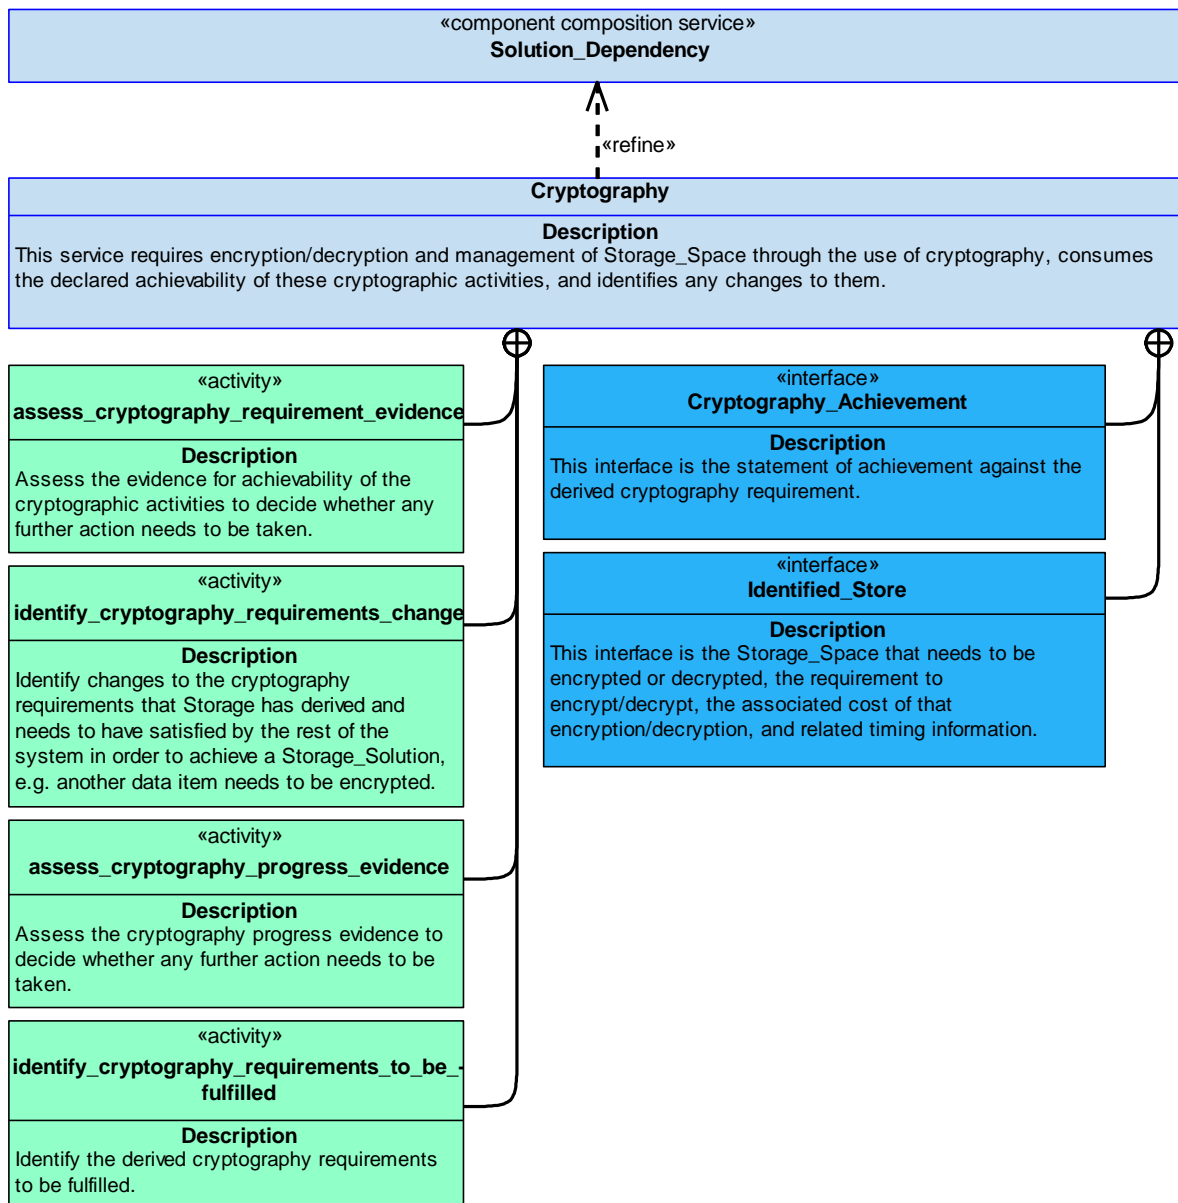 «component composition service»
Solution_Dependency
«refine»
Cryptography
Description
This service requires encryption/decryption and management of Storage_Space through the use of cryptography, consumes
the declared achievability of these cryptographic activities, and identifies any changes to them.
«activity»
assess_cryptography_requirement_evidence
Description
Assess the evidence for achievability of the
cryptographic activities to decide whether any
further action needs to be taken.
«activity»
identify_cryptography_requirements_change
Description
Identify changes to the cryptography
requirements that Storage has derived and
needs to have satisfied by the rest of the
system in order to achieve a Storage_Solution,
e.g. another data item needs to be encrypted.
«activity»
assess_cryptography_progress_evidence
Description
Assess the cryptography progress evidence to
decide whether any further action needs to be
taken.
«activity»
identify_cryptography_requirements_to_be_-
fulfilled
Description
Identify the derived cryptography requirements
to be fulfilled.
«interface»
Cryptography_Achievement
Description
This interface is the statement of achievement against the
derived cryptography requirement.
«interface»
Identified_Store
Description
This interface is the Storage_Space that needs to be
encrypted or decrypted, the requirement to
encrypt/decrypt, the associated cost of that
encryption/decryption, and related timing information.